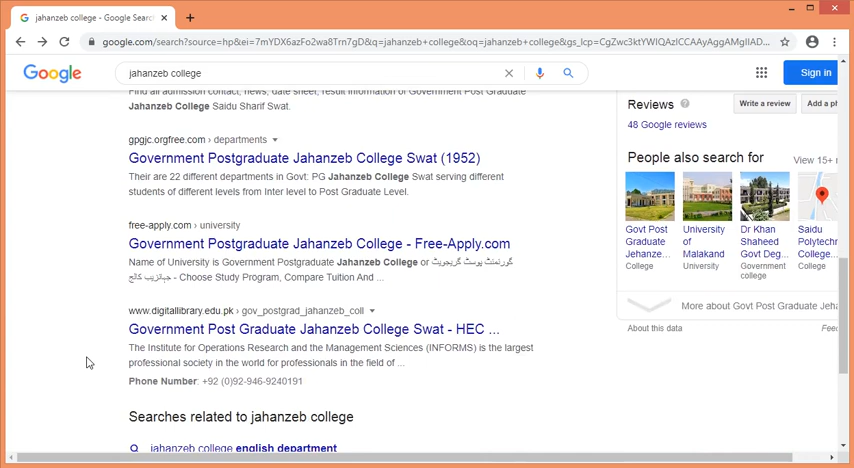 jahanzeb college - Google Searc
google.com/search?source=hp&ei=7mYDX6azFo2wa8Trn7gD&q=jahanzeb+college&oq=jahanzeb+college&gs_lcp=CgZwc3ktYWIQAzICCAAyAggAMgIIAD...
Google
jahanzeb college
Sign in
Find all admission contact, news, date sheet, result information of Government Post Graduate
Jahanzeb College Saidu Sharif Swat.
gpgjc.orgfree.com › departments
Government Postgraduate Jahanzeb College Swat (1952)
Their are 22 different departments in Govt: PG Jahanzeb College Swat serving different
students of different levels from Inter level to Post Graduate Level.
free-apply.com › university
Government Postgraduate Jahanzeb College - Free-Apply.com
Name of University is Government Postgraduate Jahanzeb College or گورنمنٹ پوسٹ گریجویٹ
جہانزیب کالج - Choose Study Program, Compare Tuition And ...
www.digitallibrary.edu.pk › gov_postgrad_jahanzeb_coll
Government Post Graduate Jahanzeb College Swat - HEC ...
The Institute for Operations Research and the Management Sciences (INFORMS) is the largest
professional society in the world for professionals in the field of ...
Phone Number: +92 (0)92-946-9240191
Searches related to jahanzeb college
jahanzeb college english department
Reviews
Write a review
Add a ph
48 Google reviews
People also search for
View 15+ r
Govt Post
Graduate
Jehanze...
College
University
of
Malakand
University
Dr Khan
Shaheed
Govt Deg...
Government
college
Saidu
Polytechn
College...
College
More about Govt Post Graduate Jeha
About this data
Feed